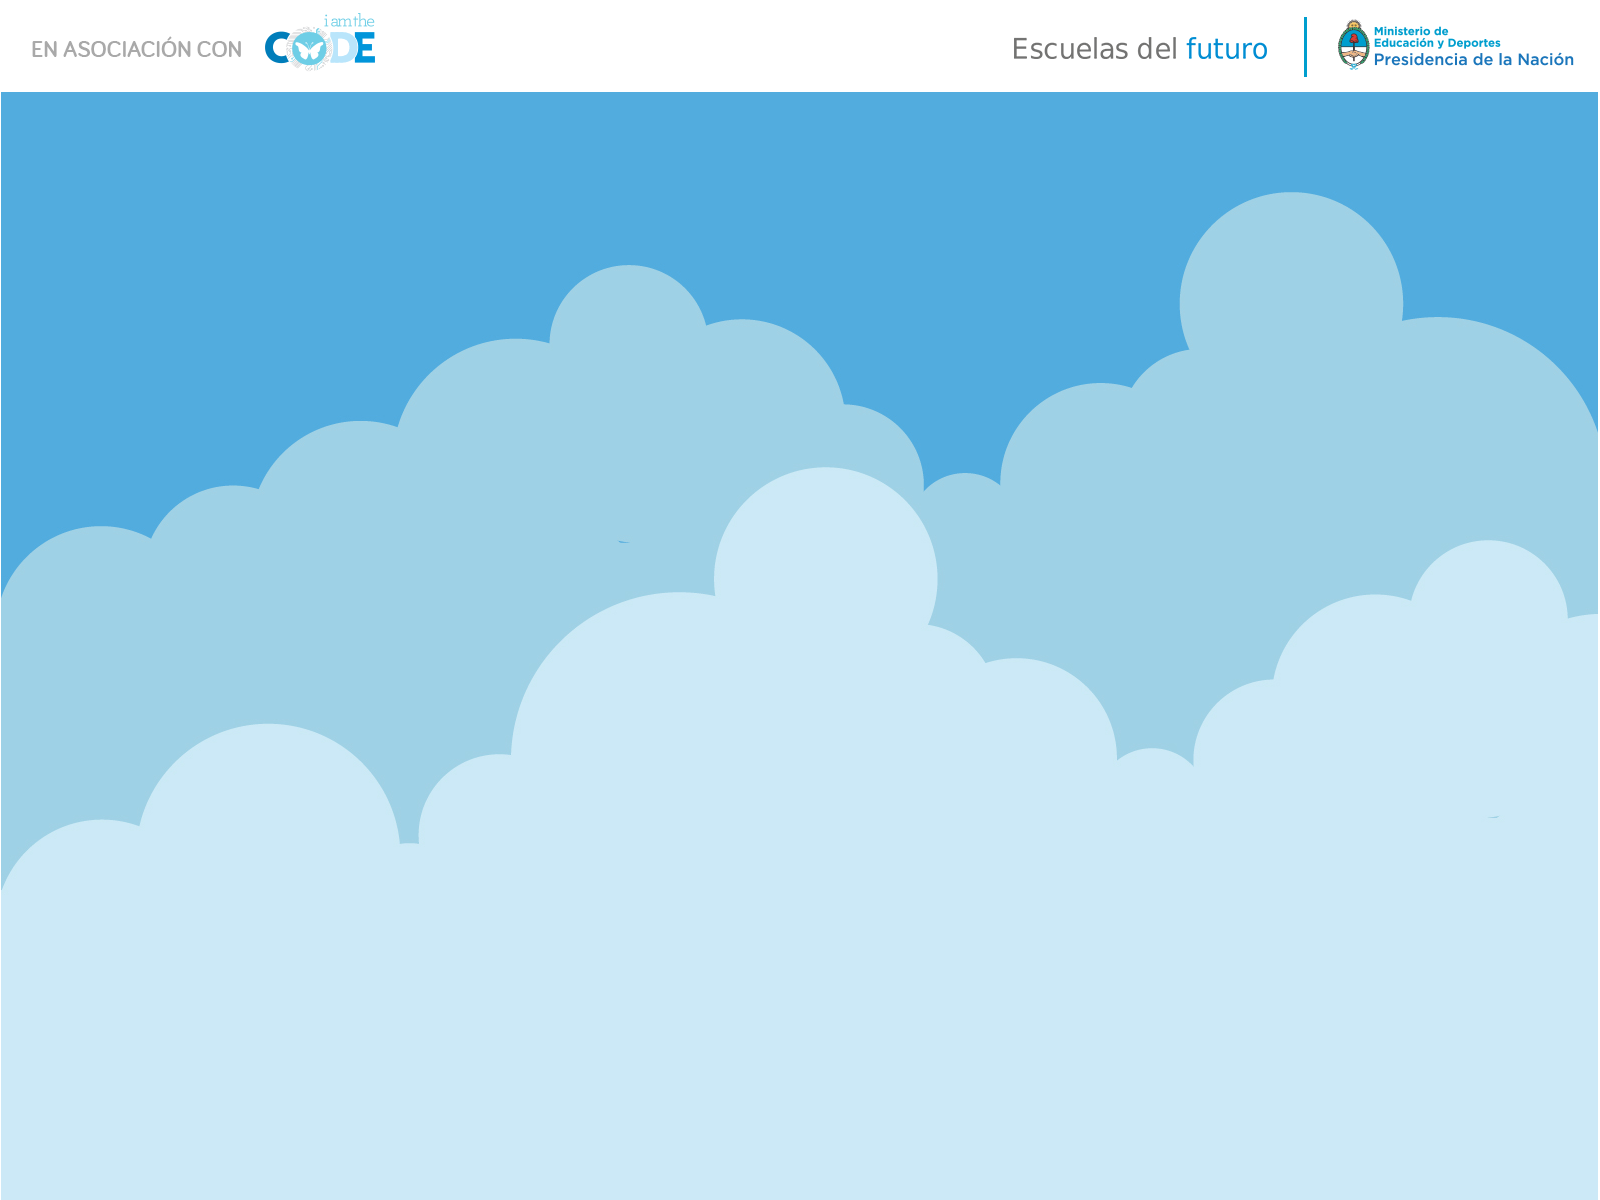 EN ASOCIACIÓN CON
i am the
CODE
Escuelas del futuro
Ministerio de
Educación y Deportes
Presidencia de la Nación